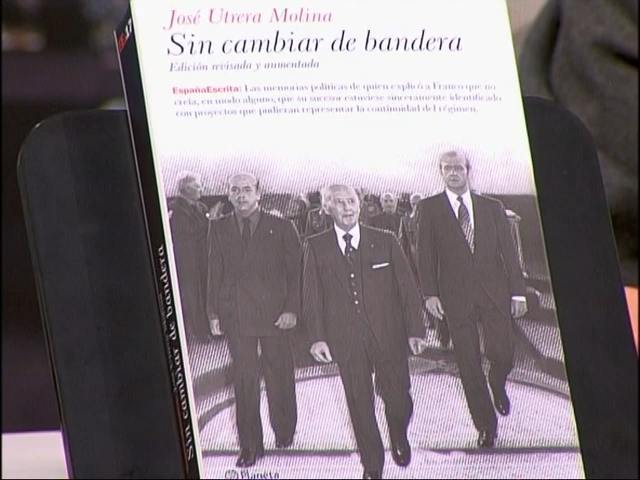 José Utrera Molina
Sin cambiar de bandera
Edición revisada y aumentada
EspañaEscrita: Las memorias políticas de quien explicó a Franco que no
creía, en modo alguno, que su sucesor estuviese sinceramente identificado
con proyectos que pudieran representar la continuidad del régimen.
Sin cambiar de bandera
Planeta